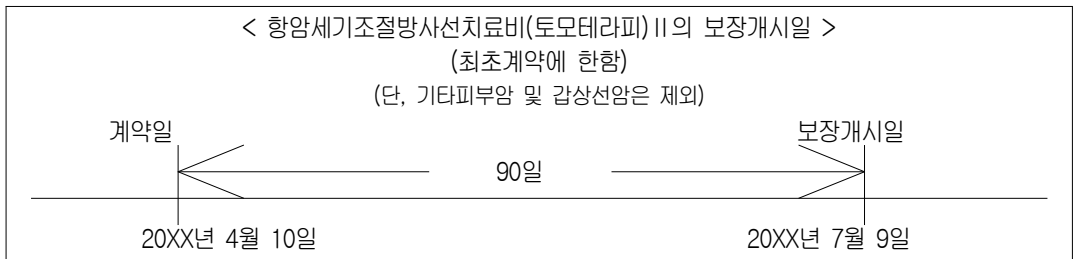 < 항암세기조절방사선치료비(토모테라피)Ⅱ의 보장개시일 >
(최초계약에 한함)
(단, 기타피부암 및 갑상선암은 제외)
계약일 보장개시일
90일
20XX년 4월 10일 20XX년 7월 9일